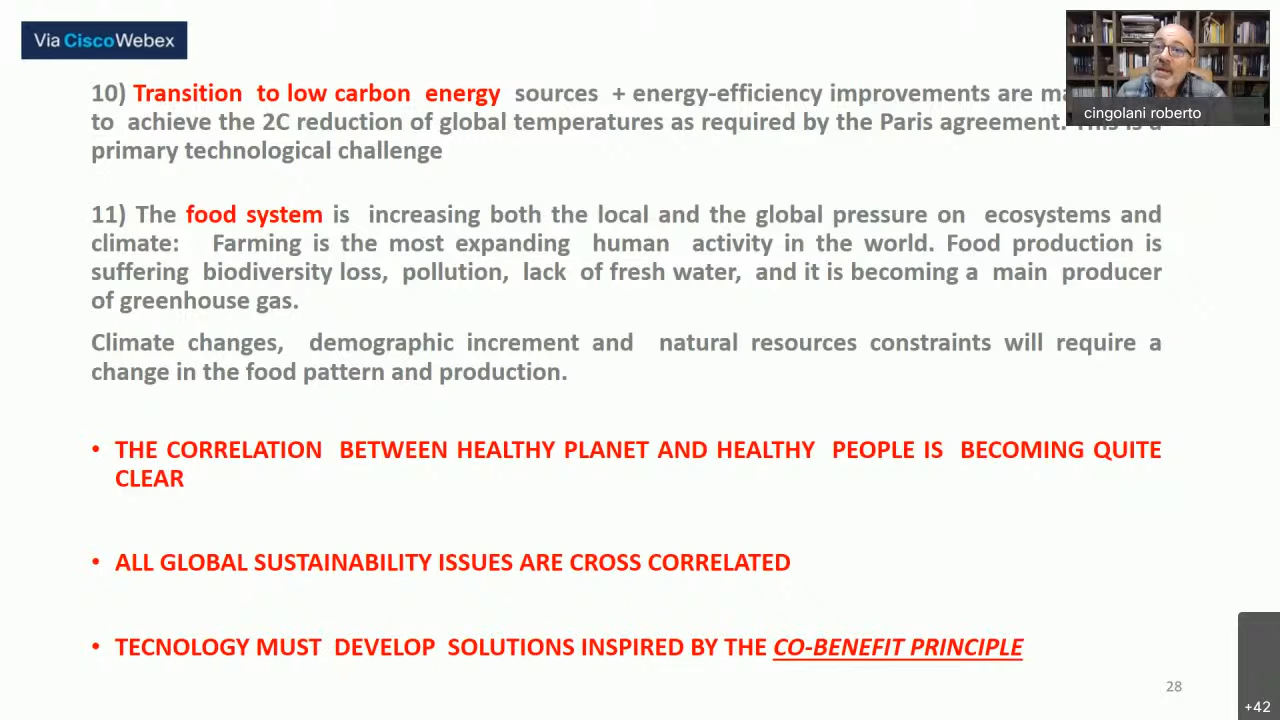 Via CiscoWebex
cingolani roberto
10) Transition to low carbon energy sources + energy-efficiency improvements are
to achieve the 2C reduction of global temperatures as required by the Paris agreement. This is a
primary technological challenge
11) The food system is increasing both the local and the global pressure on ecosystems and
climate: Farming is the most expanding human activity in the world. Food production is
suffering biodiversity loss, pollution, lack of fresh water, and it is becoming a main producer
of greenhouse gas.
Climate changes, demographic increment and natural resources constraints will require a
change in the food pattern and production.
• THE CORRELATION BETWEEN HEALTHY PLANET AND HEALTHY PEOPLE IS BECOMING QUITE
CLEAR
• ALL GLOBAL SUSTAINABILITY ISSUES ARE CROSS CORRELATED
• TECNOLOGY MUST DEVELOP SOLUTIONS INSPIRED BY THE CO-BENEFIT PRINCIPLE
28
+42